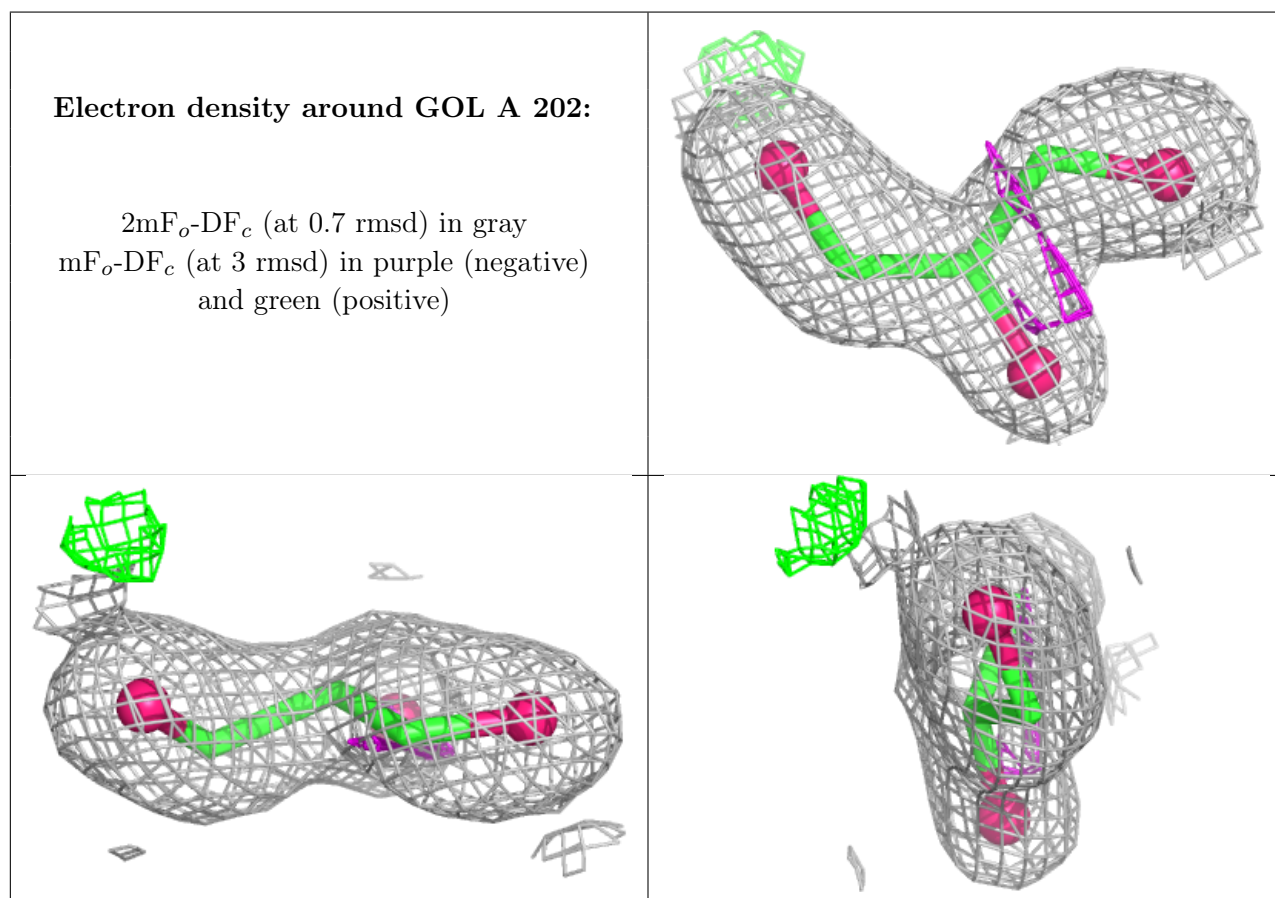 Electron density around GOL A 202:
2mFo-DFc (at 0.7 rmsd) in gray
mFo-DFc (at 3 rmsd) in purple (negative)
and green (positive)